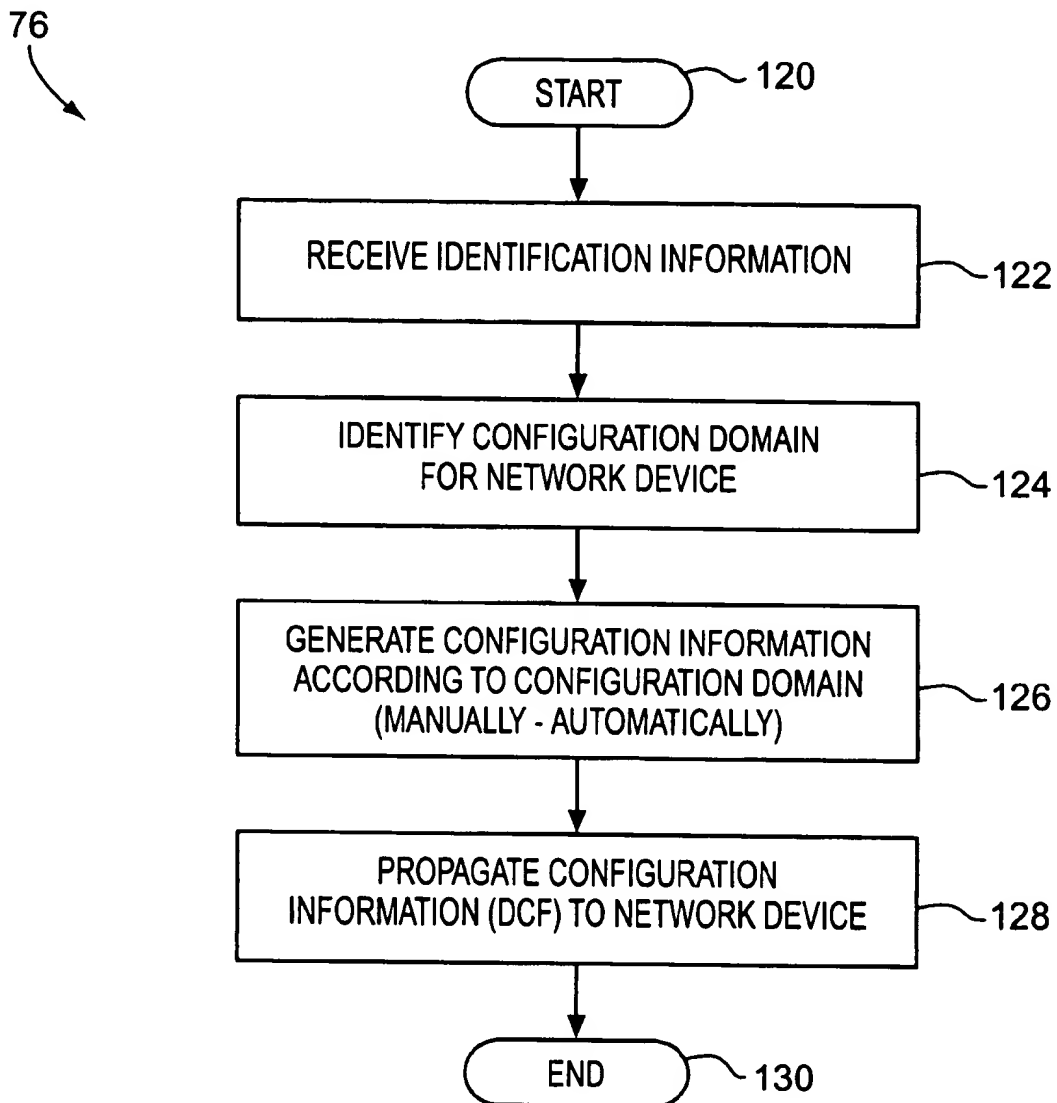 76
START
120
RECEIVE IDENTIFICATION INFORMATION
122
IDENTIFY CONFIGURATION DOMAIN
FOR NETWORK DEVICE
124
GENERATE CONFIGURATION INFORMATION
ACCORDING TO CONFIGURATION DOMAIN
(MANUALLY - AUTOMATICALLY)
126
PROPAGATE CONFIGURATION
INFORMATION (DCF) TO NETWORK DEVICE
128
END
130